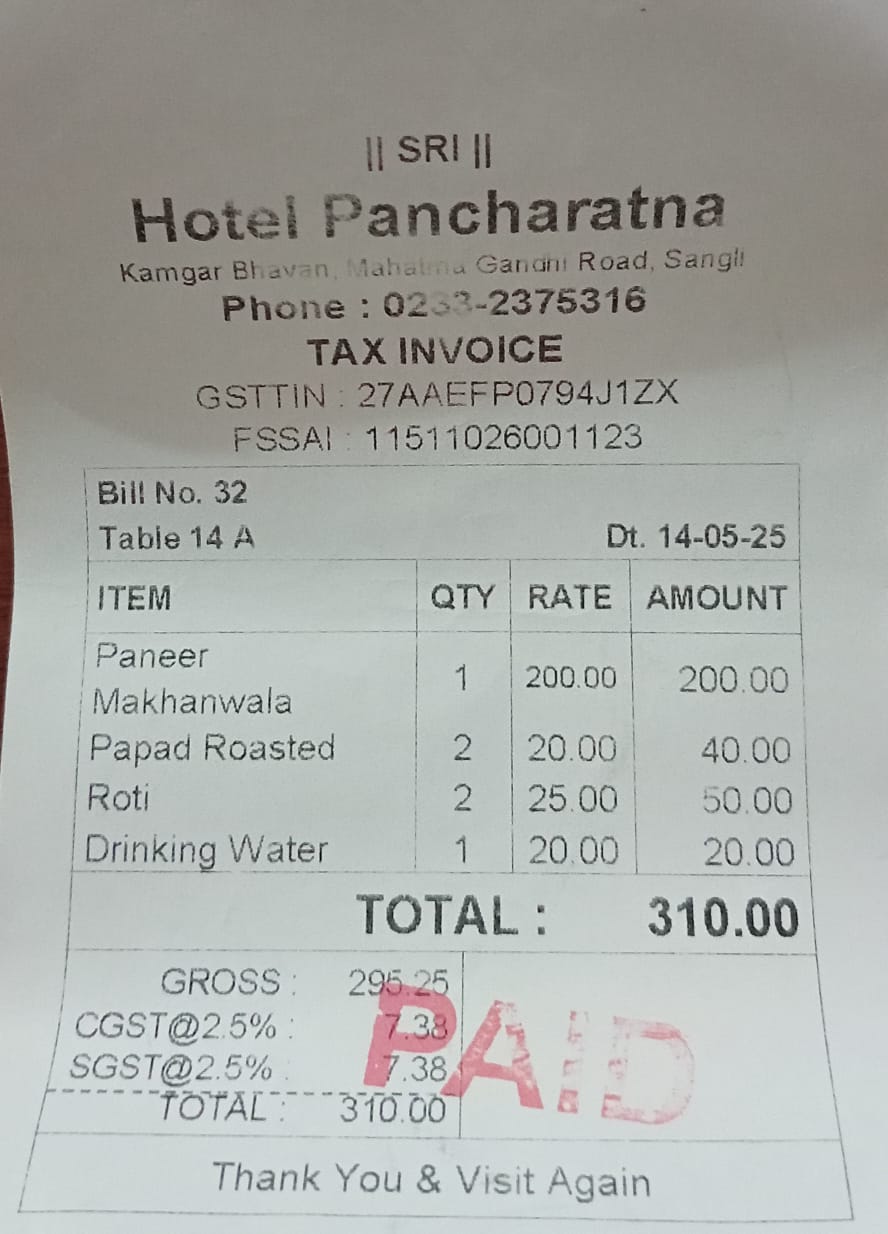 || SRI ||
Hotel Pancharatna
Kamgar Bhavan, Mahatma Gandhi Road, Sangli
Phone : 0233-2375316
TAX INVOICE
GSTTIN : 27AAEFP0794J1ZX
FSSAI : 11511026001123
Bill No. 32
Table 14 A Dt. 14-05-25
ITEM QTY RATE AMOUNT
Paneer
Makhanwala 1 200.00 200.00
Papad Roasted 2 20.00 40.00
Roti 2 25.00 50.00
Drinking Water 1 20.00 20.00
TOTAL : 310.00
GROSS : 295.25
CGST@2.5% : 7.38
SGST@2.5% : 7.38
TOTAL : 310.00
PAID
Thank You & Visit Again